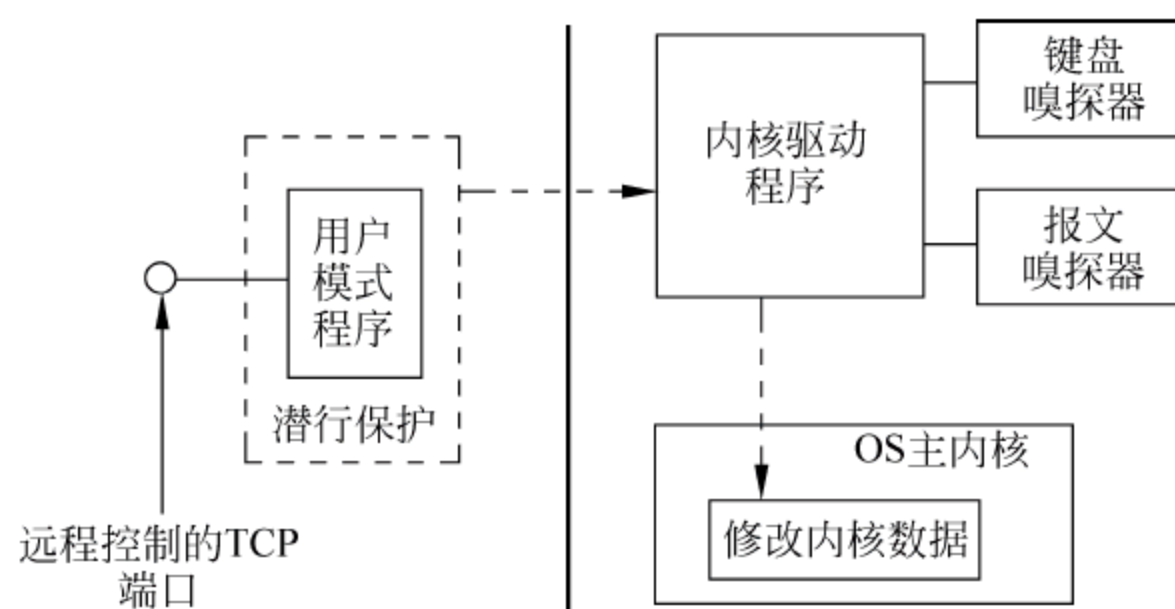 用户
模式
程序
潜行保护
远程控制的TCP
端口
内核驱动
程序
键盘
嗅探器
报文
嗅探器
OS主内核
修改内核数据